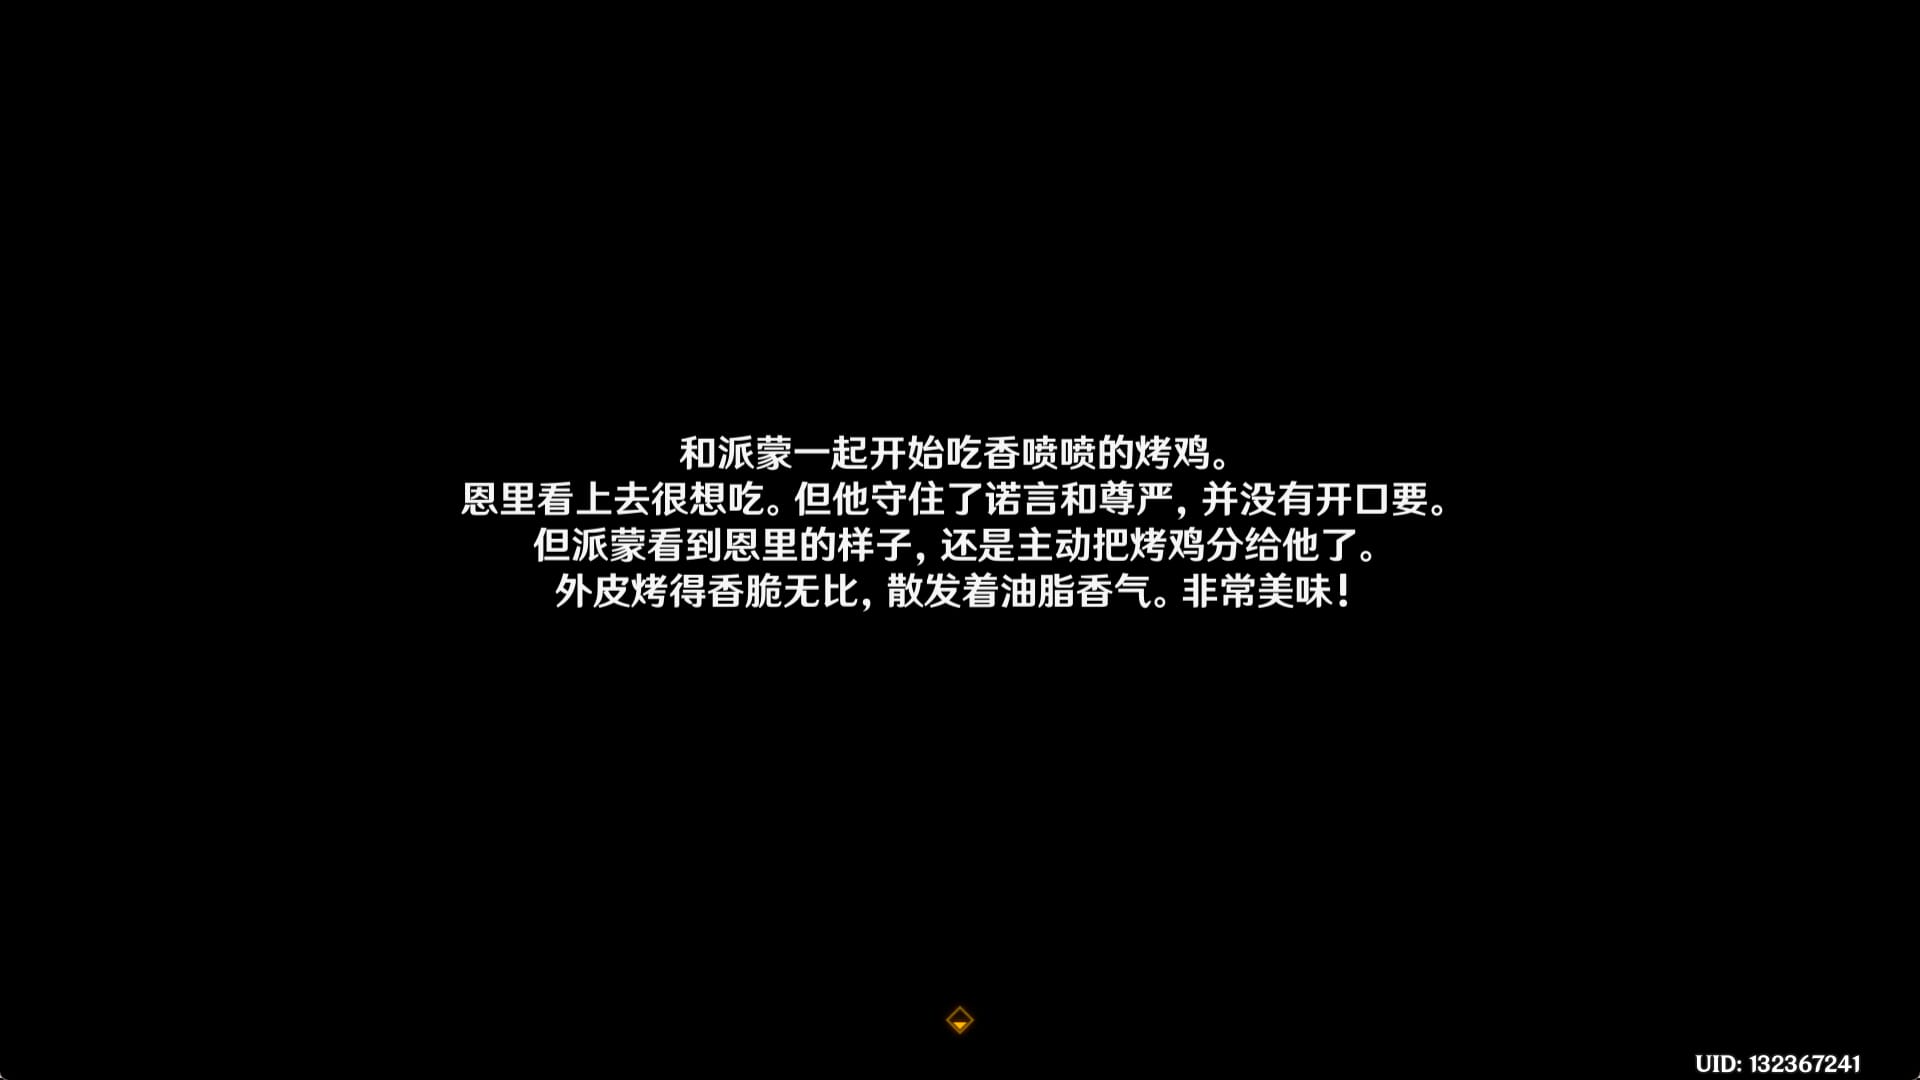 和派蒙一起开始吃香喷喷的烤鸡。
恩里看上去很想吃。但他守住了诺言和尊严，并没有开口要。
但派蒙看到恩里的样子，还是主动把烤鸡分给他了。
外皮烤得香脆无比，散发着油脂香气。非常美味！
UID: 132367241